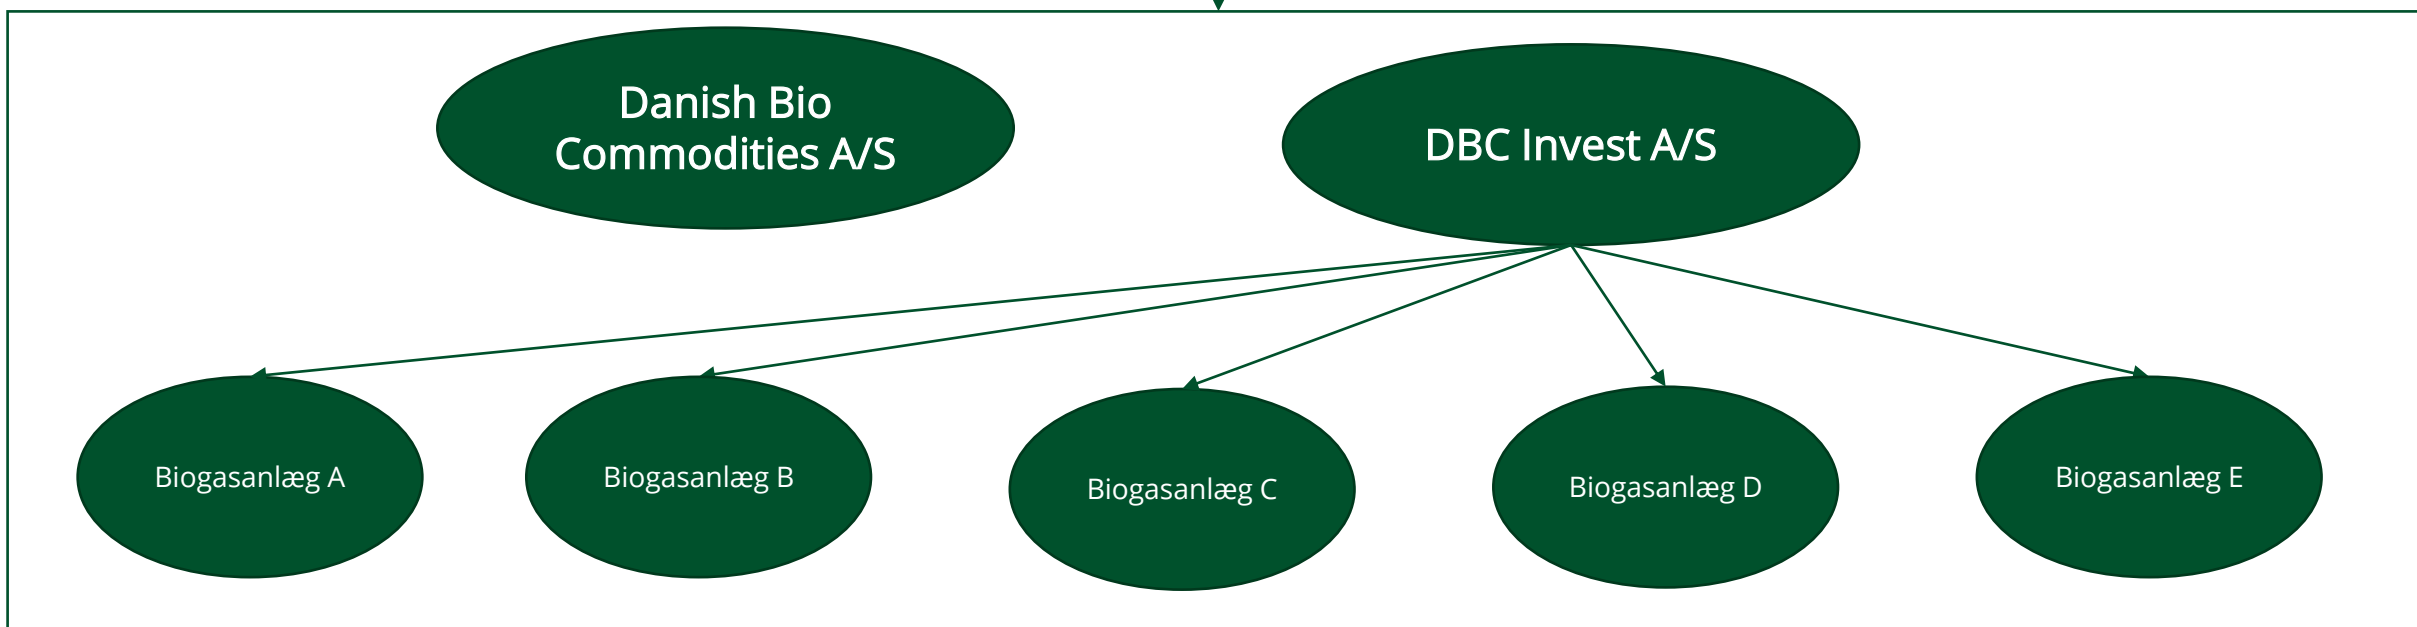 Danish Bio
Commodities A/S
DBC Invest A/S
Biogasanlæg A
Biogasanlæg B
Biogasanlæg C
Biogasanlæg D
Biogasanlæg E